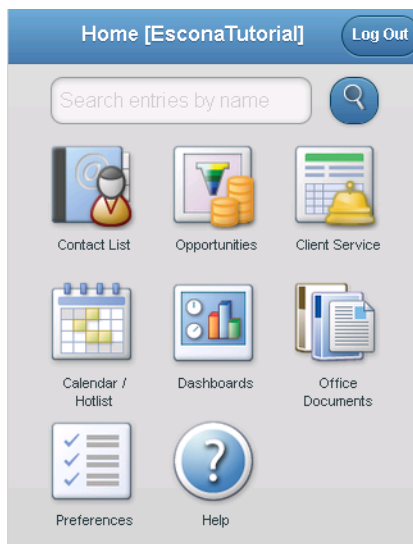 Home [EsconaTutorial]
Log Out
Search entries by name
Contact List
Opportunities
Client Service
Calendar /
Hotlist
Dashboards
Office
Documents
Preferences
Help